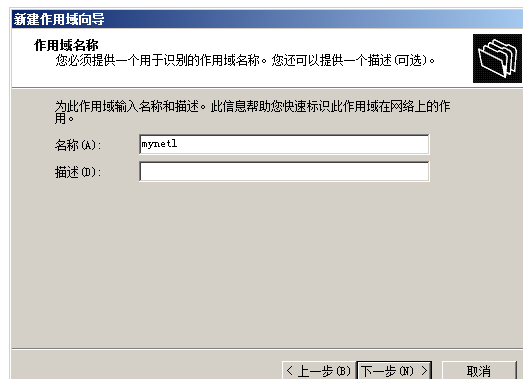 新建作用域向导
作用域名称
您必须提供一个用于识别的作用域名称。您还可以提供一个描述(可选)。
为此作用域输入名称和描述。此信息帮助您快速标识此作用域在网络上的作
用。
名称(A): mynet1
描述(D):
< 上一步(B) 下一步(N) > 取消